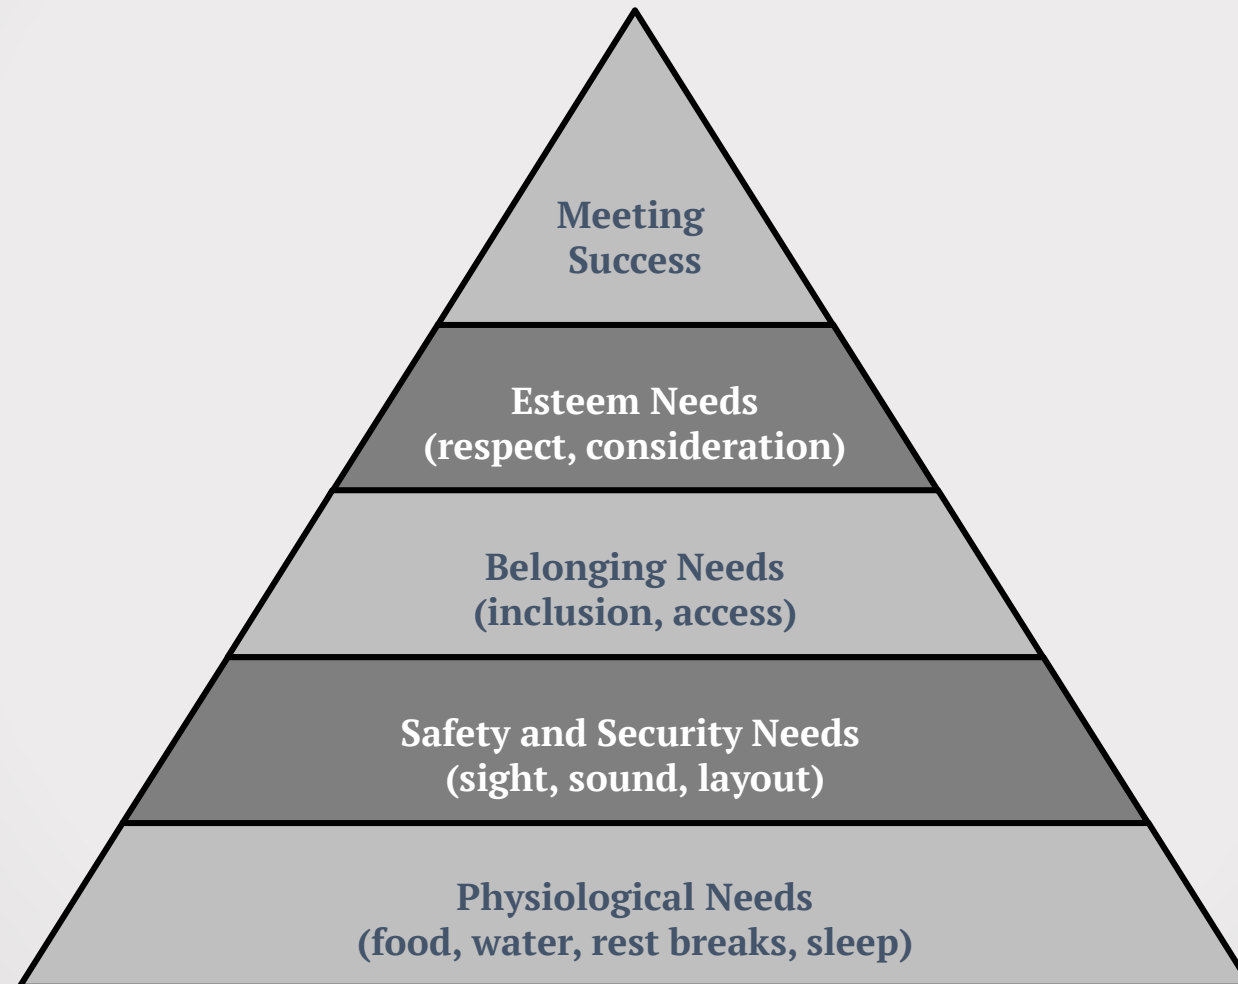 Meeting
Success
Esteem Needs
(respect, consideration)
Belonging Needs
(inclusion, access)
Safety and Security Needs
(sight, sound, layout)
Physiological Needs
(food, water, rest breaks, sleep)